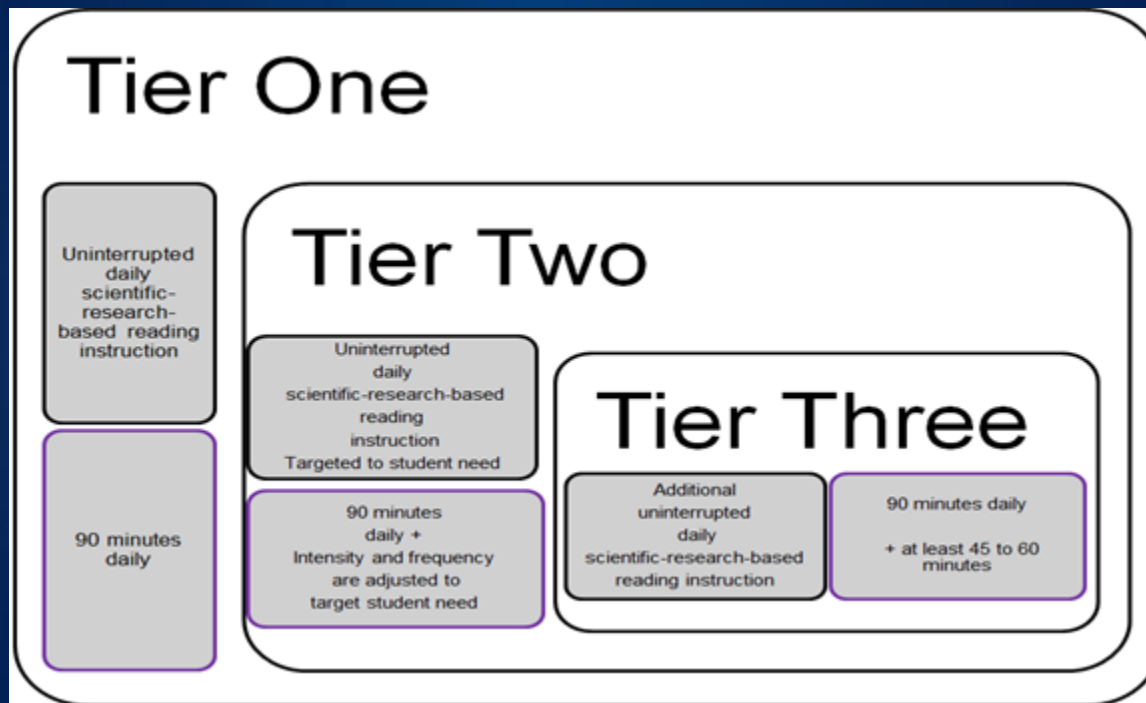 Tier One
Uninterrupted
daily
scientific-
research-
based reading
instruction
90 minutes
daily
Tier Two
Uninterrupted
daily
scientific-research-based
reading
instruction
Targeted to student need
90 minutes
daily +
Intensity and frequency
are adjusted to
target student need
Tier Three
Additional
uninterrupted
daily
scientific-research-based
reading instruction
90 minutes daily
+ at least 45 to 60
minutes